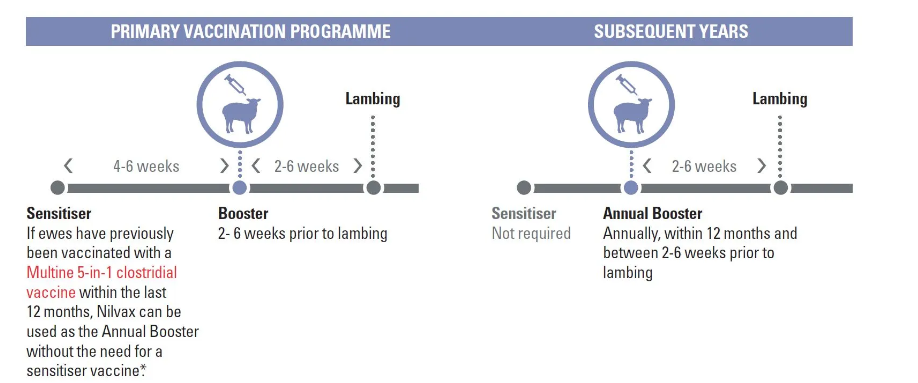 PRIMARY VACCINATION PROGRAMME
SUBSEQUENT YEARS
Lambing
4-6 weeks
2-6 weeks
Sensitiser
If ewes have previously
been vaccinated with a
Multine 5-in-1 clostridial
vaccine within the last
12 months, Nilvax can be
used as the Annual Booster
without the need for a
sensitiser vaccine.*
Booster
2- 6 weeks prior to lambing
Lambing
2-6 weeks
Sensitiser
Not required
Annual Booster
Annually, within 12 months and
between 2-6 weeks prior to
lambing